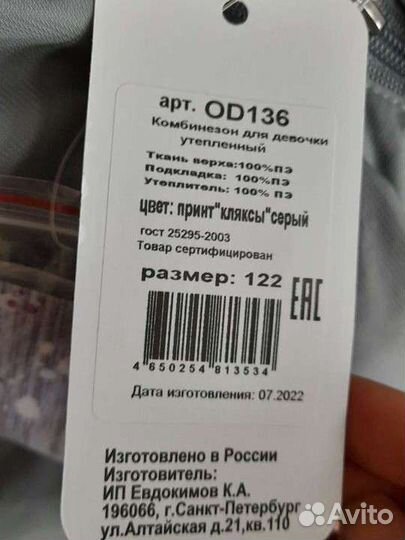 арт. OD136
Комбинезон для девочки
утепленный
Ткань верха:100%ПЭ
Подкладка: 100%ПЭ
Утеплитель: 100% ПЭ
цвет: принт"кляксы"серый
гост 25295-2003
Товар сертифицирован
размер: 122
EAC
4 650254 813534
Дата изготовления: 07.2022
Изготовлено в России
Изготовитель:
ИП Евдокимов К.А.
196066, г.Санкт-Петербург
ул.Алтайская д.21,кв.110
Avito